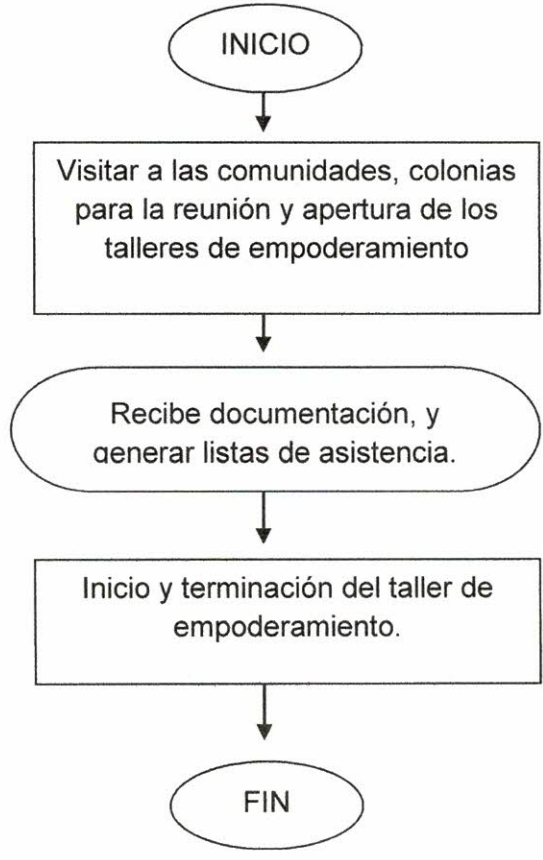 INICIO
Visitar a las comunidades, colonias
para la reunión y apertura de los
talleres de empoderamiento
Recibe documentación, y
generar listas de asistencia.
Inicio y terminación del taller de
empoderamiento.
FIN